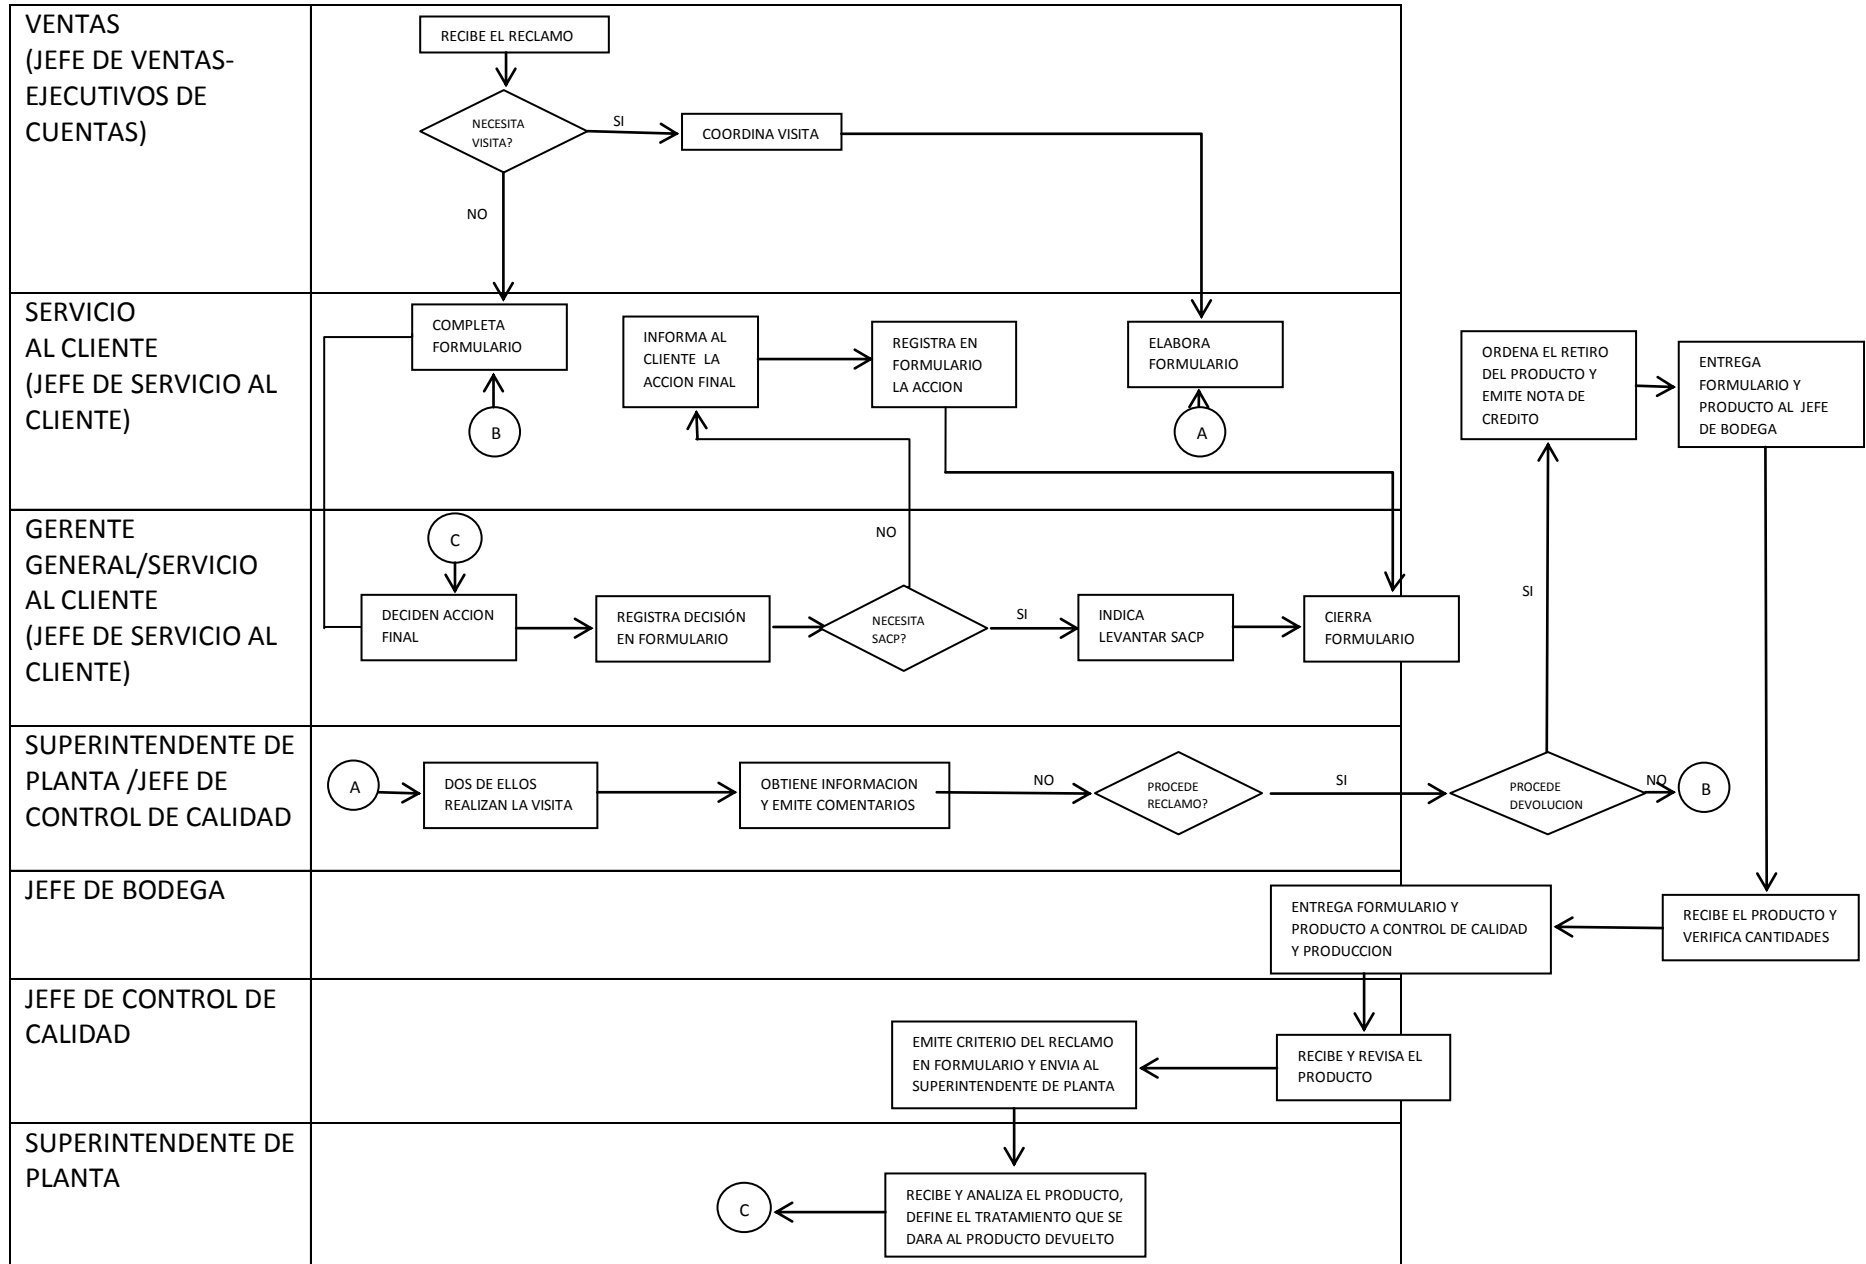 VENTAS
(JEFE DE VENTAS-
EJECUTIVOS DE
CUENTAS)
RECIBE EL RECLAMO
NECESITA
VISITA?
SI
COORDINA VISITA
NO
SERVICIO
AL CLIENTE
(JEFE DE SERVICIO AL
CLIENTE)
COMPLETA
FORMULARIO
B
INFORMA AL
CLIENTE LA
ACCION FINAL
REGISTRA EN
FORMULARIO
LA ACCION
ELABORA
FORMULARIO
A
ORDENA EL RETIRO
DEL PRODUCTO Y
EMITE NOTA DE
CREDITO
ENTREGA
FORMULARIO Y
PRODUCTO AL JEFE
DE BODEGA
GERENTE
GENERAL/SERVICIO
AL CLIENTE
(JEFE DE SERVICIO AL
CLIENTE)
C
DECIDEN ACCION
FINAL
REGISTRA DECISIÓN
EN FORMULARIO
NO
NECESITA
SACP?
SI
INDICA
LEVANTAR SACP
CIERRA
FORMULARIO
SI
SUPERINTENDENTE DE
PLANTA /JEFE DE
CONTROL DE CALIDAD
A
DOS DE ELLOS
REALIZAN LA VISITA
OBTIENE INFORMACION
Y EMITE COMENTARIOS
NO
PROCEDE
RECLAMO?
SI
PROCEDE
DEVOLUCION
NO
B
JEFE DE BODEGA
ENTREGA FORMULARIO Y
PRODUCTO A CONTROL DE CALIDAD
Y PRODUCCION
RECIBE EL PRODUCTO Y
VERIFICA CANTIDADES
JEFE DE CONTROL DE
CALIDAD
EMITE CRITERIO DEL RECLAMO
EN FORMULARIO Y ENVIA AL
SUPERINTENDENTE DE PLANTA
RECIBE Y REVISA EL
PRODUCTO
SUPERINTENDENTE DE
PLANTA
C
RECIBE Y ANALIZA EL PRODUCTO,
DEFINE EL TRATAMIENTO QUE SE
DARA AL PRODUCTO DEVUELTO